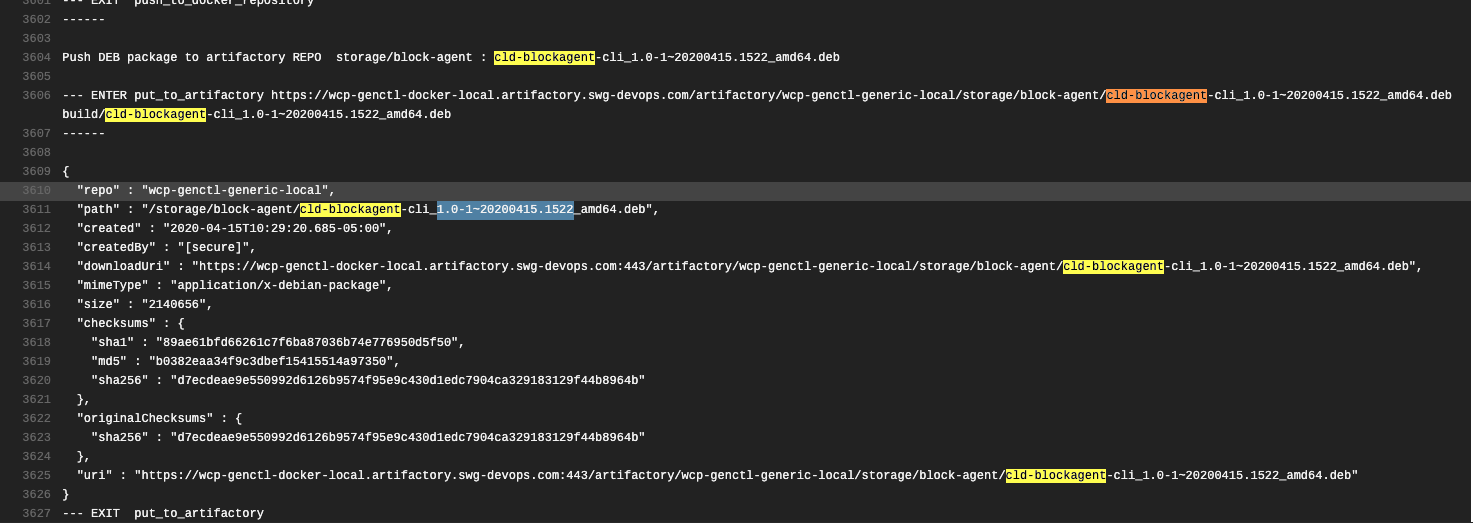 3601 --- EXIT  push_to_docker_repository
3602 ------
3603
3604 Push DEB package to artifactory REPO  storage/block-agent : cld-blockagent-cli_1.0-1~20200415.1522_amd64.deb
3605
3606 --- ENTER put_to_artifactory https://wcp-genctl-docker-local.artifactory.swg-devops.com/artifactory/wcp-genctl-generic-local/storage/block-agent/cld-blockagent-cli_1.0-1~20200415.1522_amd64.deb
build/cld-blockagent-cli_1.0-1~20200415.1522_amd64.deb
3607 ------
3608
3609 {
3610   "repo" : "wcp-genctl-generic-local",
3611   "path" : "/storage/block-agent/cld-blockagent-cli_1.0-1~20200415.1522_amd64.deb",
3612   "created" : "2020-04-15T10:29:20.685-05:00",
3613   "createdBy" : "[secure]",
3614   "downloadUri" : "https://wcp-genctl-docker-local.artifactory.swg-devops.com:443/artifactory/wcp-genctl-generic-local/storage/block-agent/cld-blockagent-cli_1.0-1~20200415.1522_amd64.deb",
3615   "mimeType" : "application/x-debian-package",
3616   "size" : "2140656",
3617   "checksums" : {
3618     "sha1" : "89ae61bfd66261c7f6ba87036b74e776950d5f50",
3619     "md5" : "b0382eaa34f9c3dbef15415514a97350",
3620     "sha256" : "d7ecdeae9e550992d6126b9574f95e9c430d1edc7904ca329183129f44b8964b"
3621   },
3622   "originalChecksums" : {
3623     "sha256" : "d7ecdeae9e550992d6126b9574f95e9c430d1edc7904ca329183129f44b8964b"
3624   },
3625   "uri" : "https://wcp-genctl-docker-local.artifactory.swg-devops.com:443/artifactory/wcp-genctl-generic-local/storage/block-agent/cld-blockagent-cli_1.0-1~20200415.1522_amd64.deb"
3626 }
3627 --- EXIT  put_to_artifactory